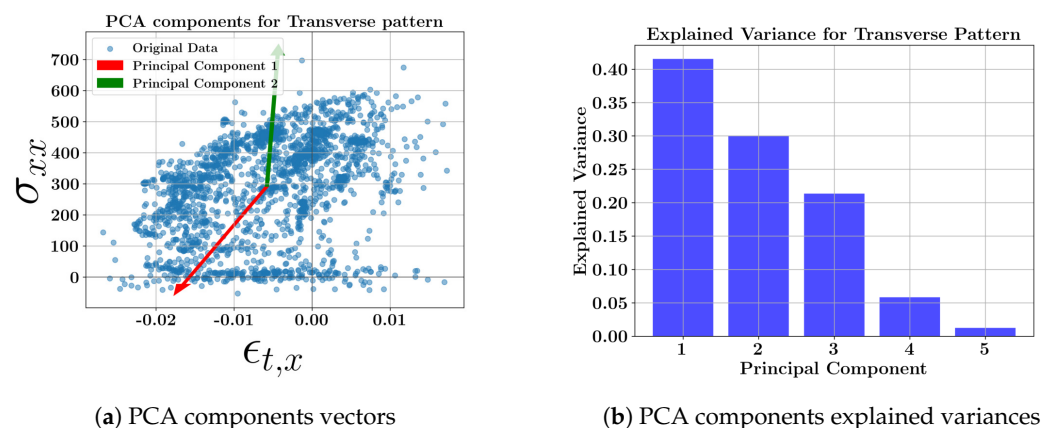 PCA components for Transverse pattern
Original Data
Principal Component 1
Principal Component 2
700
600
500
400
300
200
100
0
-0.02 -0.01 0.00 0.01
σxx
ϵt,x
(a) PCA components vectors
Explained Variance for Transverse Pattern
0.40
0.35
0.30
0.25
0.20
0.15
0.10
0.05
0.00
Explained Variance
1 2 3 4 5
Principal Component
(b) PCA components explained variances